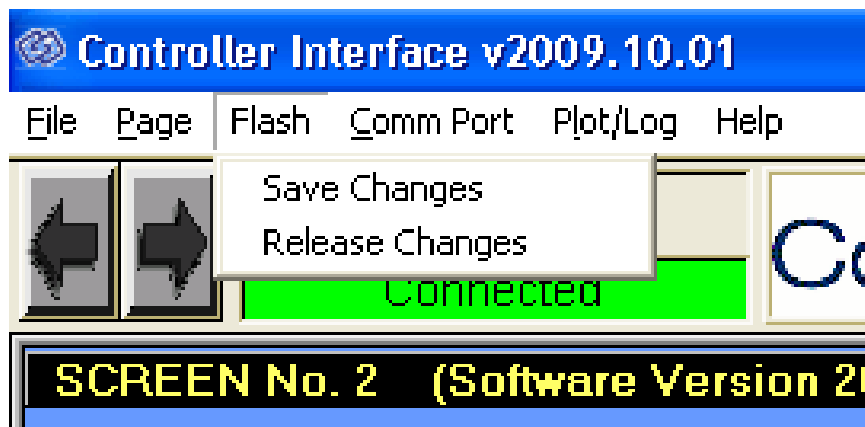 Controller Interface v2009.10.01
File Page Flash Comm Port Plot/Log Help
Save Changes
Release Changes
Connected
SCREEN No. 2 (Software Version